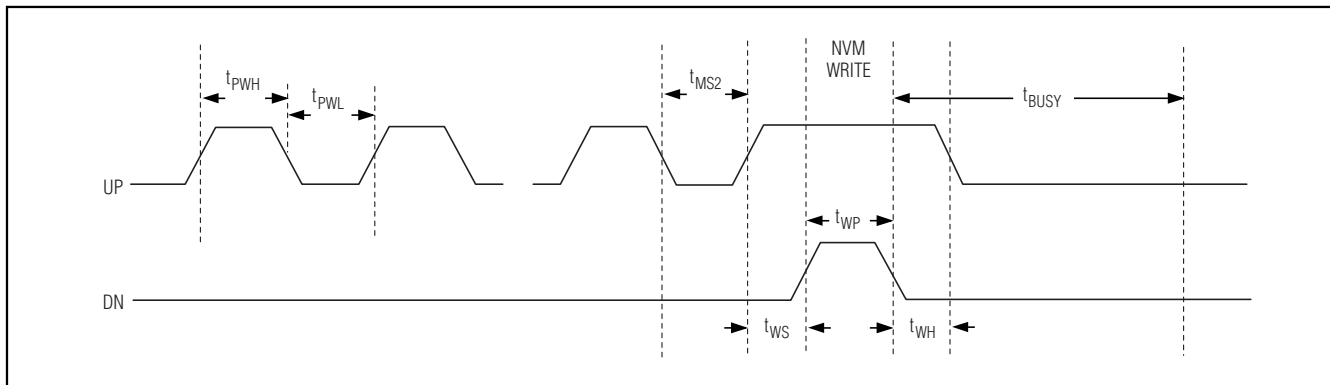 NVM
WRITE
tPWH
tPWL
tMS2
tBUSY
UP
tWP
DN
tWS
tWH